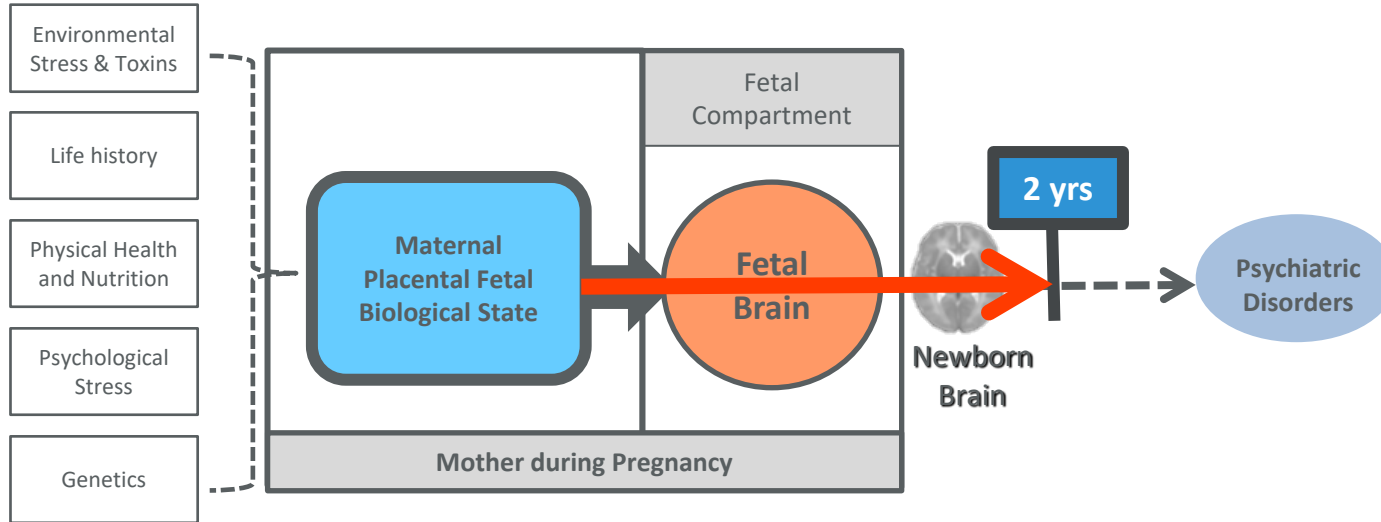 Environmental
Stress & Toxins
Life history
Physical Health
and Nutrition
Psychological
Stress
Genetics
Maternal
Placental Fetal
Biological State
Fetal
Compartment
Fetal
Brain
Mother during Pregnancy
Newborn
Brain
2 yrs
Psychiatric
Disorders